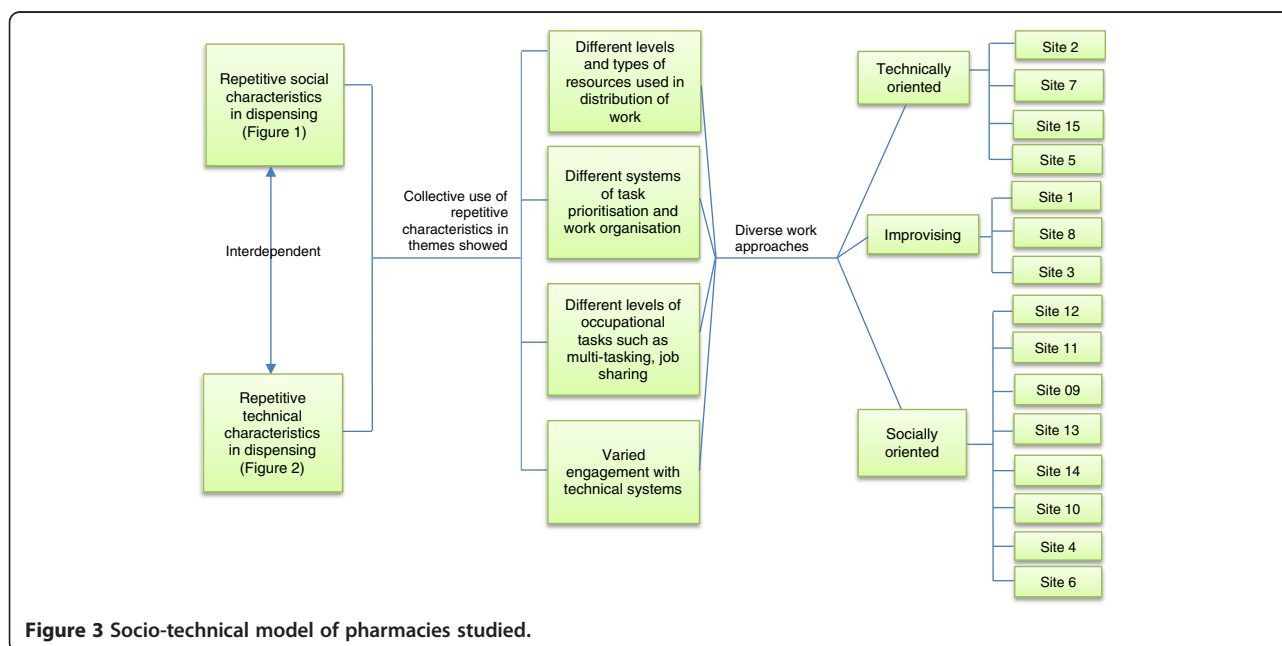 Repetitive social
characteristics
in dispensing
(Figure 1)
Interdependent
Repetitive
technical
characteristics
in dispensing
(Figure 2)
Collective use of
repetitive
characteristics in
themes showed
Different levels
and types of
resources used in
distribution of
work
Different systems
of task
prioritisation and
work organisation
Different levels of
occupational
tasks such as
multi-tasking, job
sharing
Varied
engagement with
technical systems
Diverse work
approaches
Technically
oriented
Site 2
Site 7
Site 15
Site 5
Improvising
Site 1
Site 8
Site 3
Socially
oriented
Site 12
Site 11
Site 09
Site 13
Site 14
Site 10
Site 4
Site 6
Figure 3 Socio-technical model of pharmacies studied.